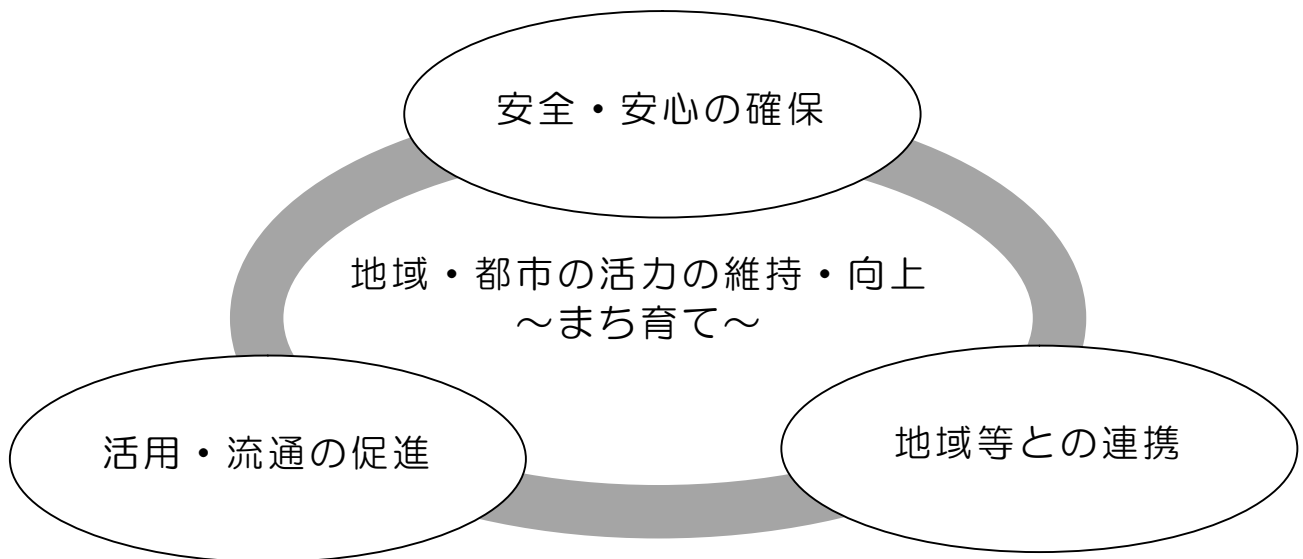 安全・安心の確保
地域・都市の活力の維持・向上
～まち育て～
活用・流通の促進
地域等との連携